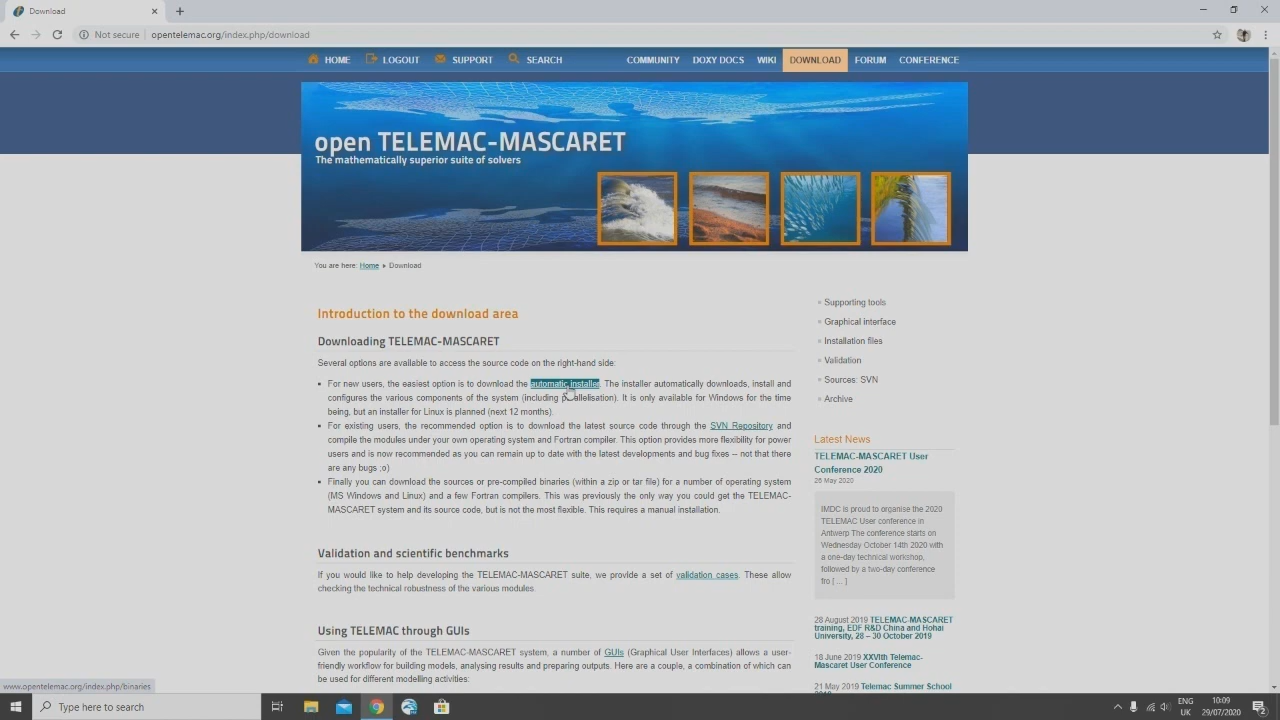 Download
Not secure
opentelemac.org/index.php/download
HOME LOGOUT SUPPORT SEARCH COMMUNITY DOXY DOCS WIKI DOWNLOAD FORUM CONFERENCE
open TELEMAC-MASCARET
The mathematically superior suite of solvers
You are here: Home Download
Introduction to the download area
Downloading TELEMAC-MASCARET
Several options are available to access the source code on the right-hand side:
For new users, the easiest option is to download the automatic installer. The installer automatically downloads, install and
configures the various components of the system (including parallelisation). It is only available for Windows for the time
being, but an installer for Linux is planned (next 12 months).
For existing users, the recommended option is to download the latest source code through the SVN Repository and
compile the modules under your own operating system and Fortran compiler. This option provides more flexibility for power
users and is now recommended as you can remain up to date with the latest developments and bug fixes -- not that there
are any bugs ;o)
Finally you can download the sources or pre-compiled binaries (within a zip or tar file) for a number of operating system
(MS Windows and Linux) and a few Fortran compilers. This was previously the only way you could get the TELEMAC-
MASCARET system and its source code, but is not the most flexible. This requires a manual installation.
Validation and scientific benchmarks
If you would like to help developing the TELEMAC-MASCARET suite, we provide a set of validation cases. These allow
checking the technical robustness of the various modules.
Using TELEMAC through GUIs
Given the popularity of the TELEMAC-MASCARET system, a number of GUIs (Graphical User Interfaces) allows a user-
friendly workflow for building models, analysing results and preparing outputs. Here are a couple, a combination of which can
be used for different modelling activities:
Supporting tools
Graphical interface
Installation files
Validation
Sources: SVN
Archive
Latest News
TELEMAC-MASCARET User
Conference 2020
26 May 2020
IMDC is proud to organise the 2020
TELEMAC User conference in
Antwerp The conference starts on
Wednesday October 14th 2020 with
a one-day technical workshop,
followed by a two-day conference
fro [ ... ]
28 August 2019 TELEMAC-MASCARET
training, EDF R&D China and Hohai
University, 28 – 30 October 2019
18 June 2019 XXVIth Telemac-
Mascaret User Conference
21 May 2019 Telemac Summer School
2019
www.opentelemac.org/index.php/binaries
Type here to search
ENG
UK
10:09
29/07/2020
2